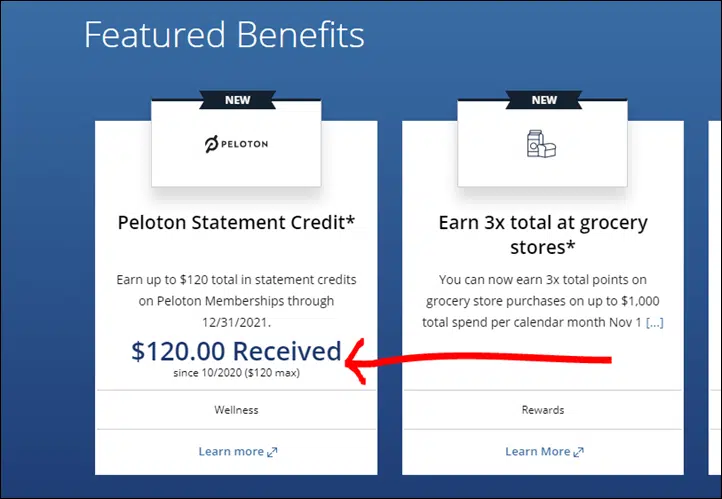 Featured Benefits
NEW
PELOTON
Peloton Statement Credit*
Earn up to $120 total in statement credits
on Peloton Memberships through
12/31/2021.
$120.00 Received
since 10/2020 ($120 max)
Wellness
Learn more
NEW
Earn 3x total at grocery
stores*
You can now earn 3x total points on
grocery store purchases on up to $1,000
total spend per calendar month Nov 1 [...]
Rewards
Learn More